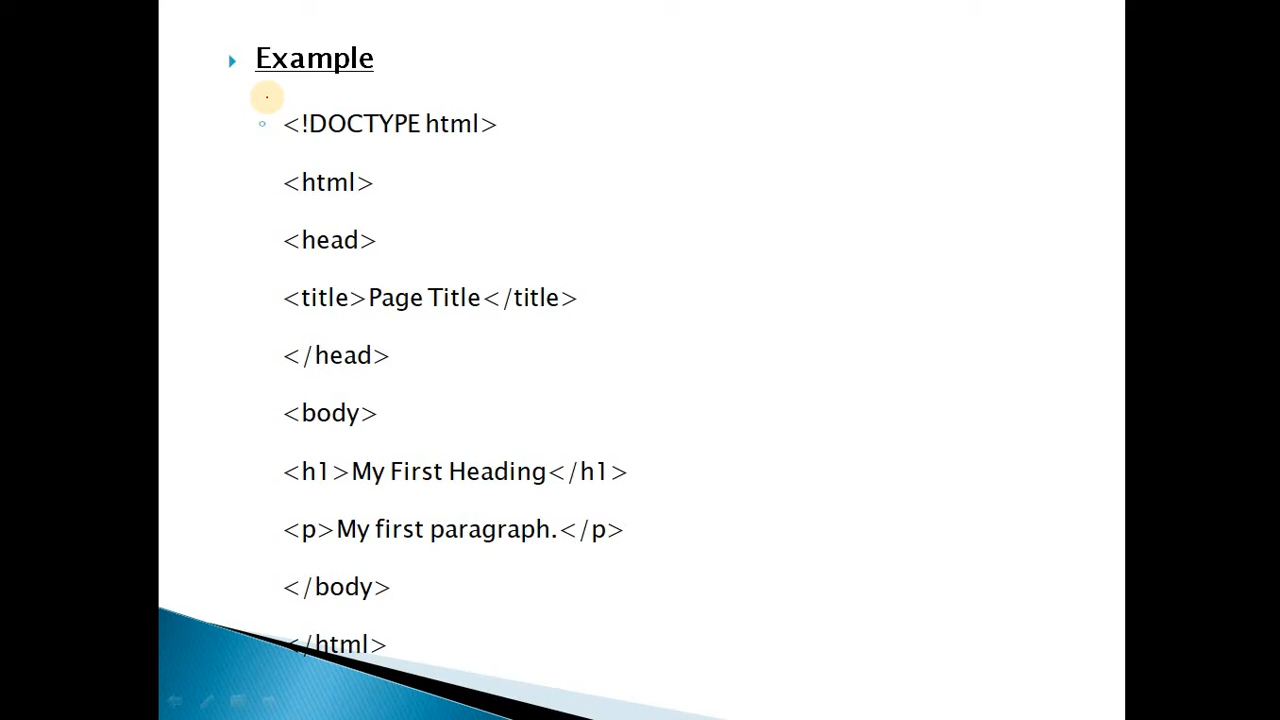 Example
<!DOCTYPE html>
<html>
<head>
<title>Page Title</title>
</head>
<body>
<h1>My First Heading</h1>
<p>My first paragraph.</p>
</body>
</html>